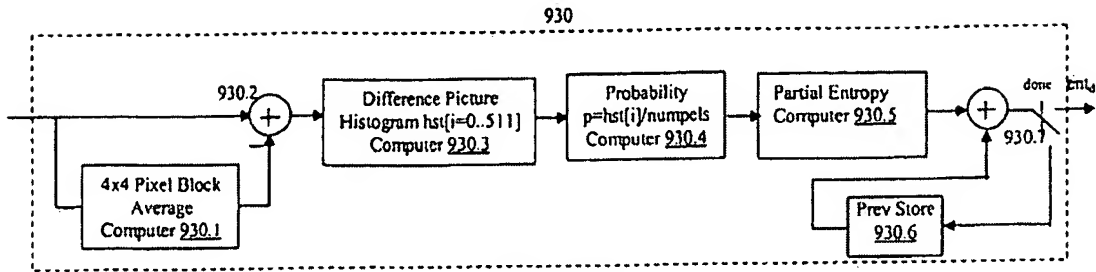 930
930.2
Difference Picture
Histogram hst[i=0..511]
Computer 930.3
Probability
p=hst[i]/numpels
Computer 930.4
Partial Entropy
Computer 930.5
done
ent_d
930.7
4x4 Pixel Block
Average
Computer 930.1
Prev Store
930.6